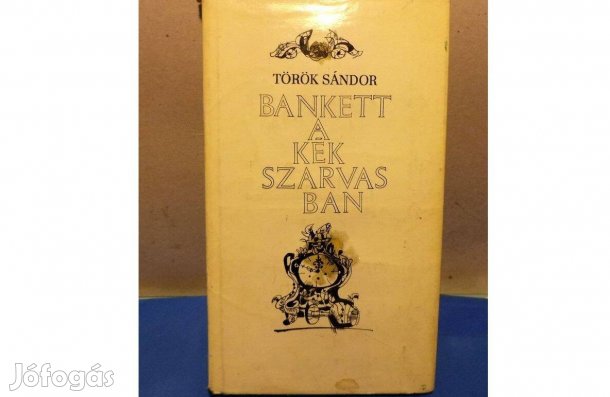 TÖRÖK SÁNDOR
BANKETT
A
KÉK
SZARVAS
BAN
Jófogás